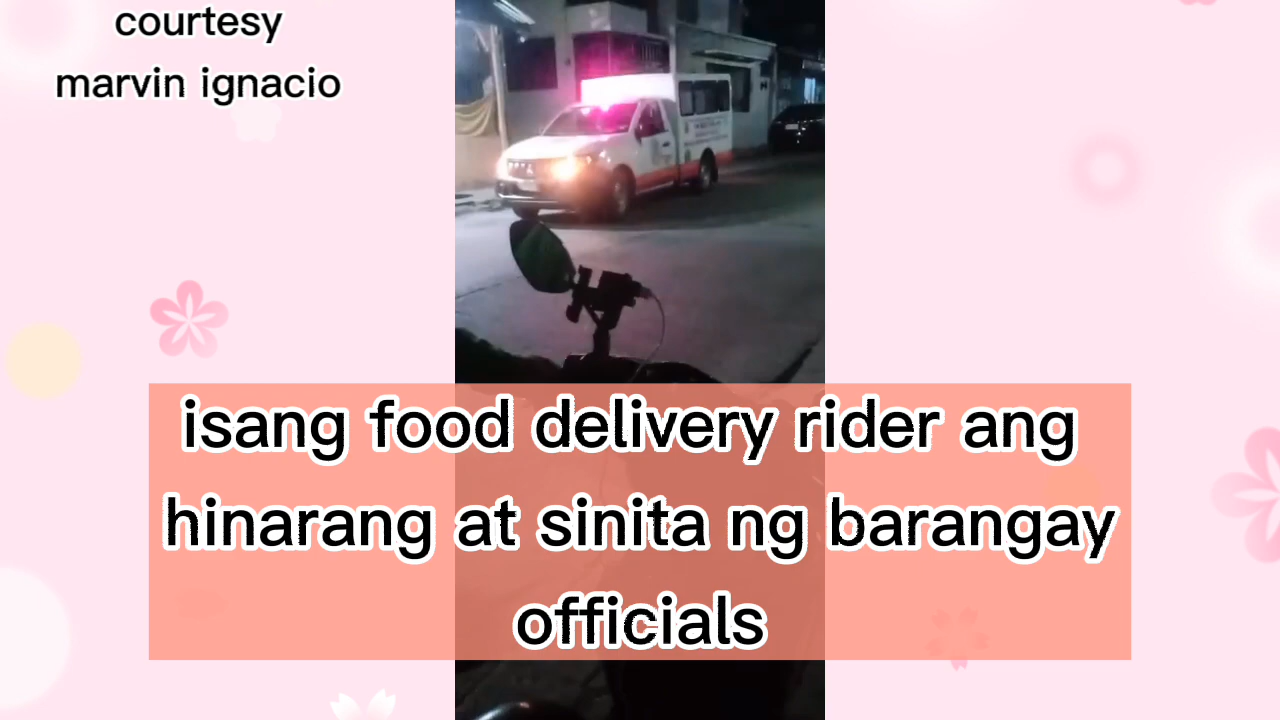 courtesy
marvin ignacio
isang food delivery rider ang
hinarang at sinita ng barangay
officials